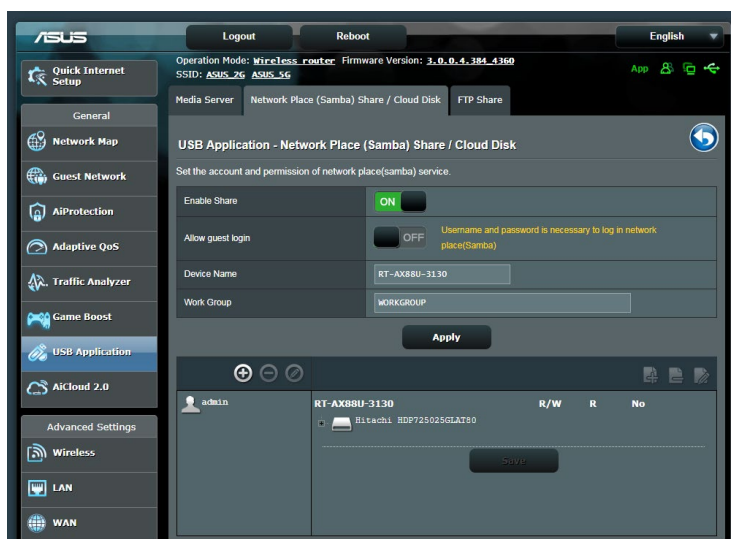 ASUS
Logout
Reboot
English
Quick Internet
Setup
Operation Mode: Wireless router Firmware Version: 3.0.0.4.384_4360
SSID: ASUS_2G ASUS_5G
App
Media Server
Network Place (Samba) Share / Cloud Disk
FTP Share
General
Network Map
Guest Network
AiProtection
Adaptive QoS
Traffic Analyzer
Game Boost
USB Application
AiCloud 2.0
Advanced Settings
Wireless
LAN
WAN
USB Application - Network Place (Samba) Share / Cloud Disk
Set the account and permission of network place(samba) service.
Enable Share
ON
Allow guest login
OFF
Username and password is necessary to log in network
place(Samba)
Device Name
RT-AX88U-3130
Work Group
WORKGROUP
Apply
admin
RT-AX88U-3130
R/W
R
No
Hitachi HDP725025GLAT80
Save